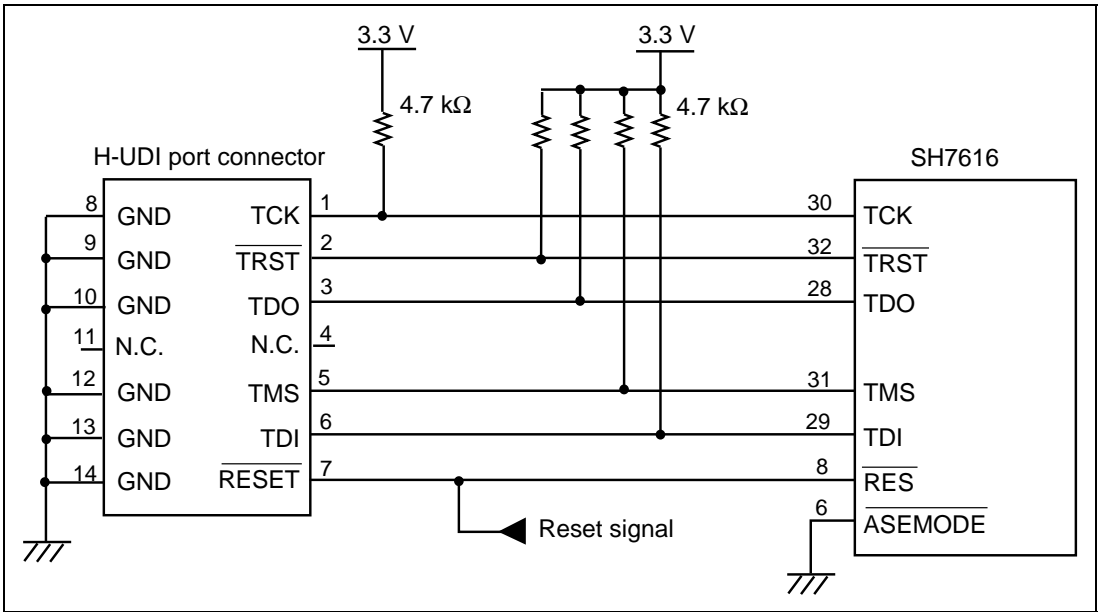 3.3 V
3.3 V
4.7 kΩ
4.7 kΩ
H-UDI port connector
SH7616
8 GND TCK 1
30 TCK
9 GND TRST 2
32 TRST
10 GND TDO 3
28 TDO
11 N.C. N.C. 4
12 GND TMS 5
31 TMS
13 GND TDI 6
29 TDI
14 GND RESET 7
8 RES
Reset signal
6 ASEMODE